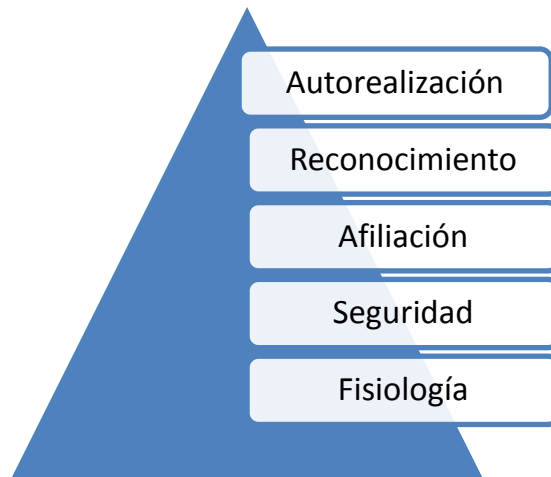 Autorealización
Reconocimiento
Afiliación
Seguridad
Fisiología